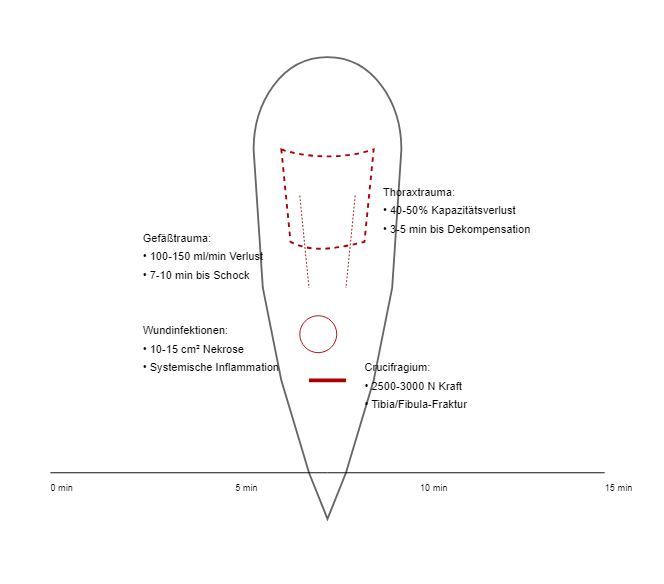 Thoraxtrauma:
• 40-50% Kapazitätsverlust
• 3-5 min bis Dekompensation
Gefäßtrauma:
• 100-150 ml/min Verlust
• 7-10 min bis Schock
Wundinfektionen:
• 10-15 cm² Nekrose
• Systemische Inflammation
Crucifragium:
• 2500-3000 N Kraft
• Tibia/Fibula-Fraktur
0 min
5 min
10 min
15 min